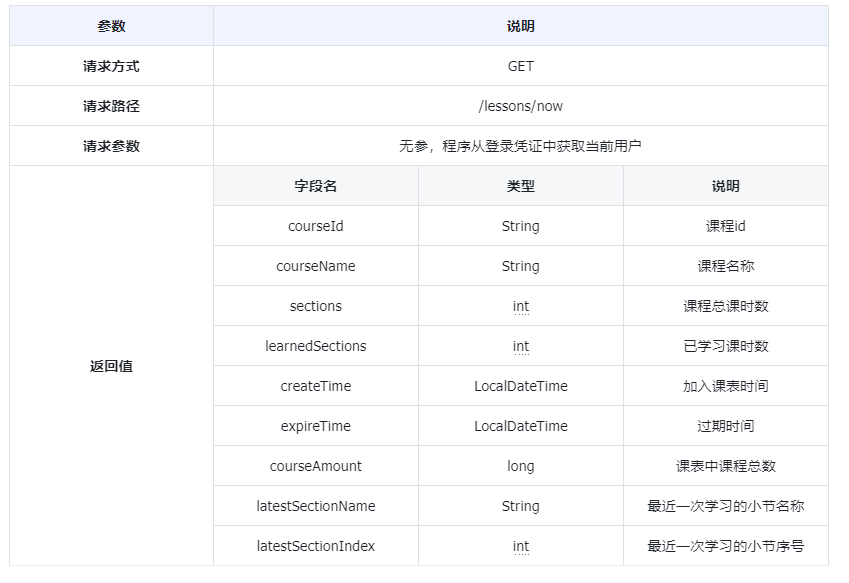 参数 说明
请求方式 GET
请求路径 /lessons/now
请求参数 无参，程序从登录凭证中获取当前用户
返回值
字段名 类型 说明
courseId String 课程id
courseName String 课程名称
sections int 课程总课时数
learnedSections int 已学习课时数
createTime LocalDateTime 加入课表时间
expireTime LocalDateTime 过期时间
courseAmount long 课表中课程总数
latestSectionName String 最近一次学习的小节名称
latestSectionIndex int 最近一次学习的小节序号